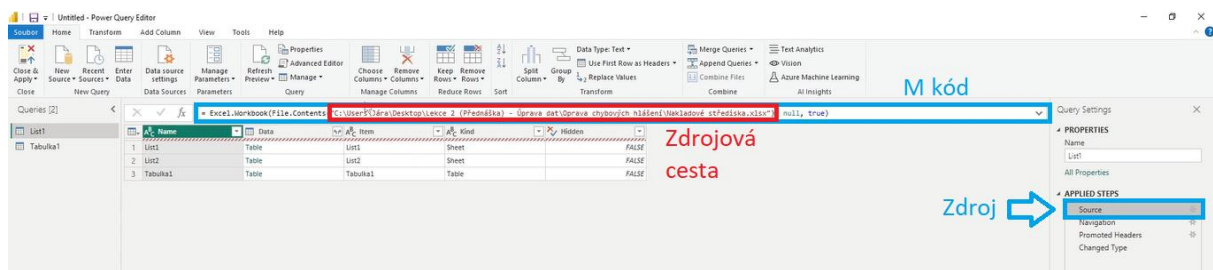 Untitled - Power Query Editor
Soubor Home Transform Add Column View Tools Help
Close & Apply New Source Recent Sources Enter Data Data source settings Manage Parameters Refresh Preview Properties Advanced Editor Manage Choose Columns Remove Columns Keep Rows Remove Rows Split Column Group By Data Type: Text Use First Row as Headers Replace Values Merge Queries Append Queries Combine Files Text Analytics Vision Azure Machine Learning
Close New Query Data Sources Parameters Query Manage Columns Reduce Rows Sort Transform Combine AI Insights
M kód
Queries [2]
= Excel.Workbook(File.Contents("C:\Users\Jára\Desktop\Lekce 2 (Přednáška) - Úprava dat\Oprava chybových hlášení\Nakladové střediska.xlsx"), null, true)
Query Settings
List1
Tabulka1
Name Data Item Kind Hidden
1 List1 Table List1 Sheet FALSE
2 List2 Table List2 Sheet FALSE
3 Tabulka1 Table Tabulka1 Table FALSE
Zdrojová
cesta
PROPERTIES
Name
List1
All Properties
APPLIED STEPS
Zdroj
Source
Navigation
Promoted Headers
Changed Type